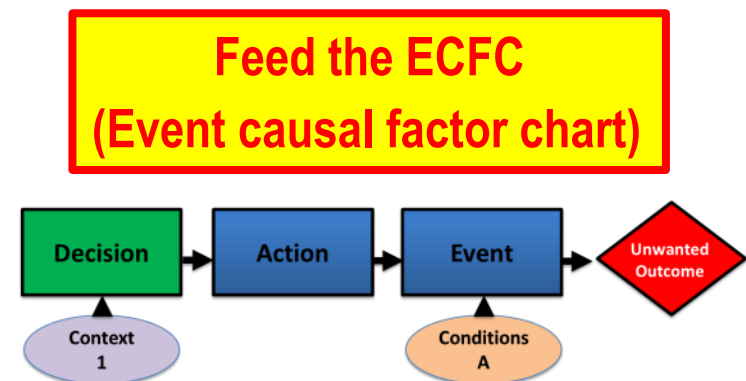 Feed the ECFC
(Event causal factor chart)
Decision
Action
Event
Unwanted
Outcome
Context
1
Conditions
A